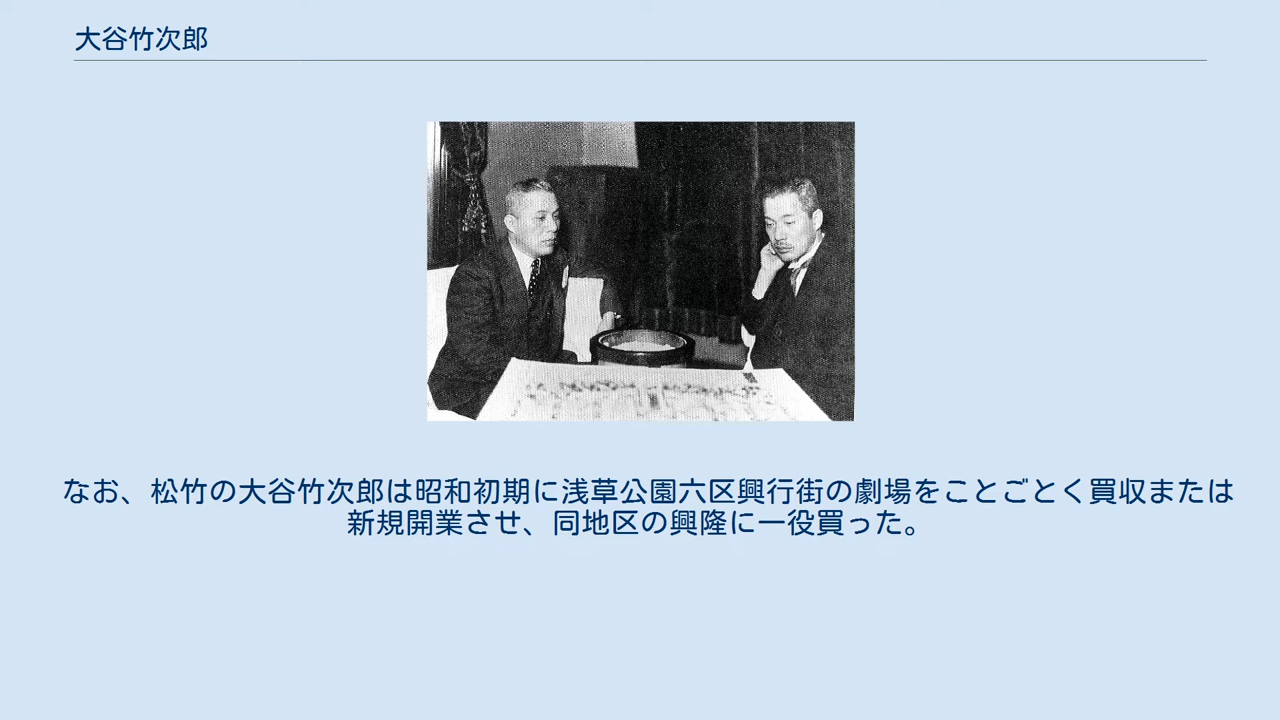 大谷竹次郎
なお、松竹の大谷竹次郎は昭和初期に浅草公園六区興行街の劇場をことごとく買収または
新規開業させ、同地区の興隆に一役買った。